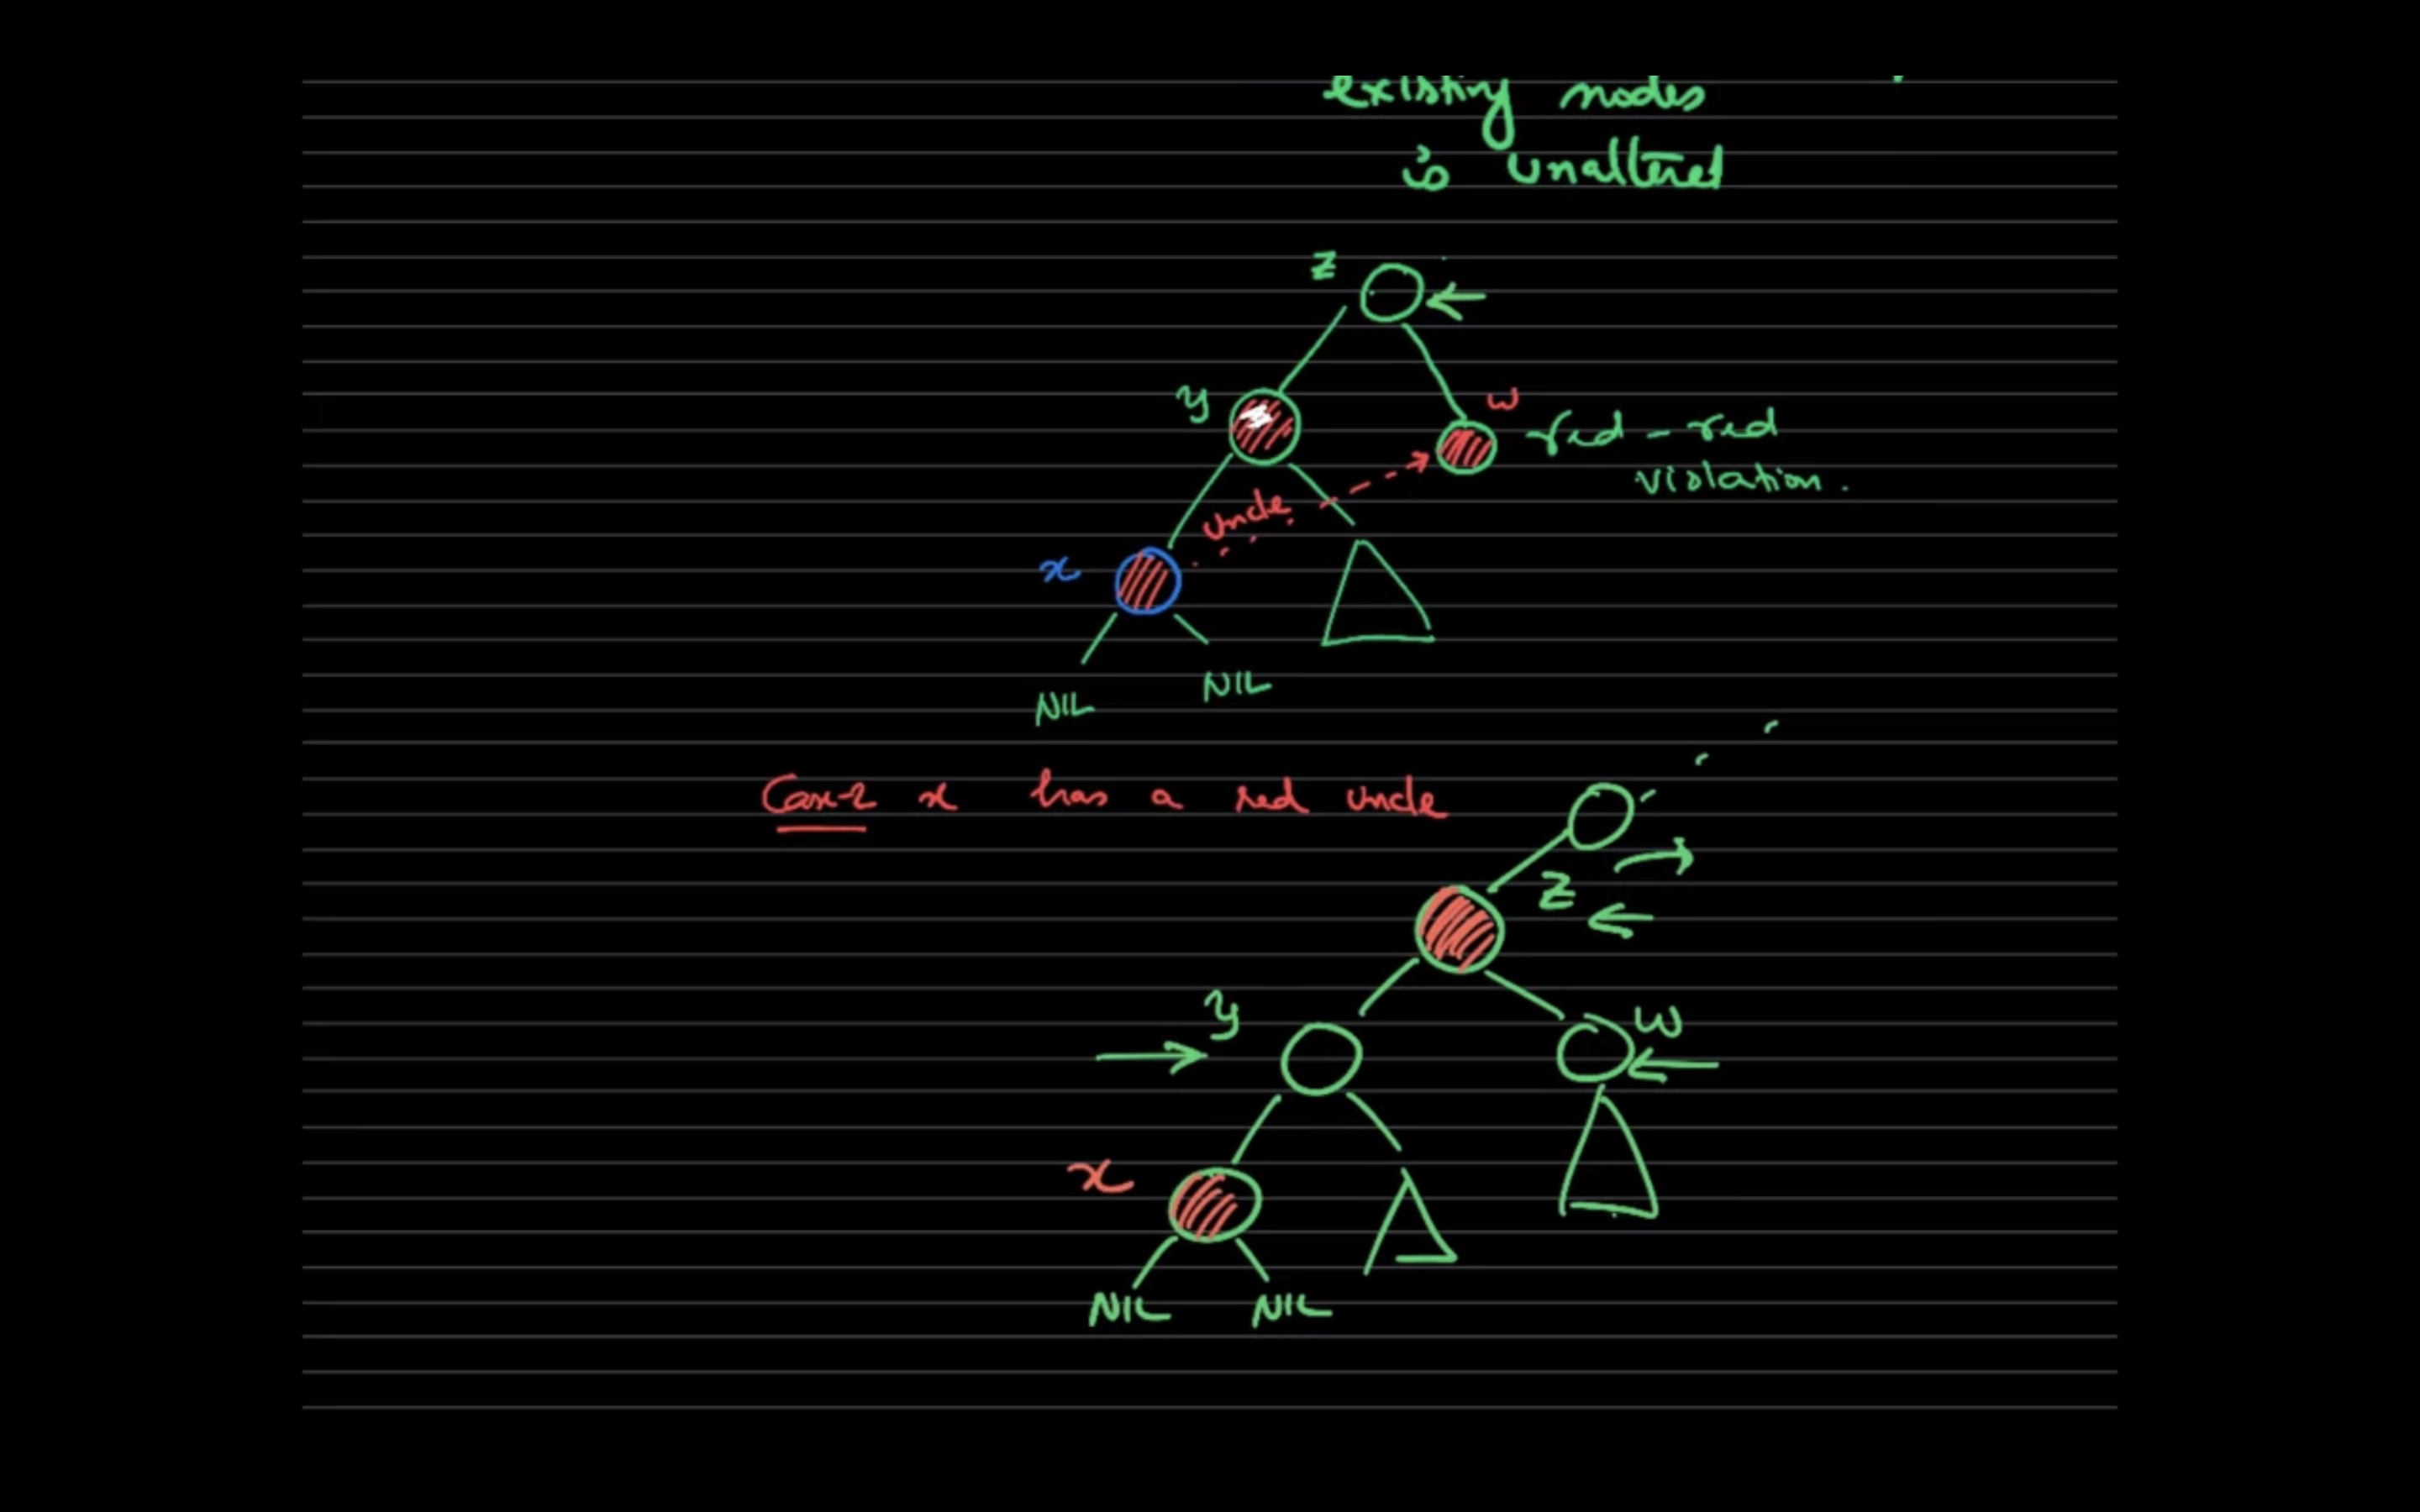 existing nodes
is unaltered
z
y
w
red - red
violation.
uncle
x
NIL
NIL
Case-2 x has a red uncle
z
y
w
x
NIL
NIL